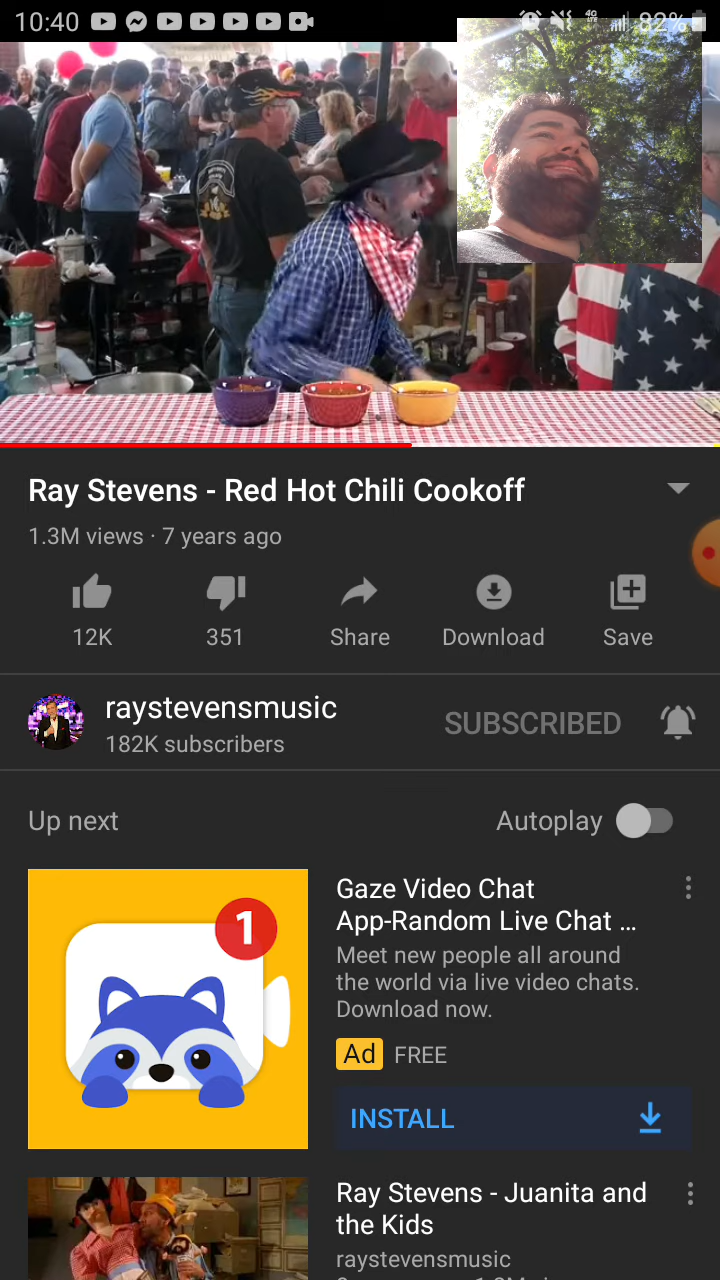 10:40
82%
Ray Stevens - Red Hot Chili Cookoff
1.3M views · 7 years ago
12K
351
Share
Download
Save
raystevensmusic
182K subscribers
SUBSCRIBED
Up next
Autoplay
1
Gaze Video Chat
App-Random Live Chat ...
Meet new people all around
the world via live video chats.
Download now.
Ad FREE
INSTALL
Ray Stevens - Juanita and
the Kids
raystevensmusic